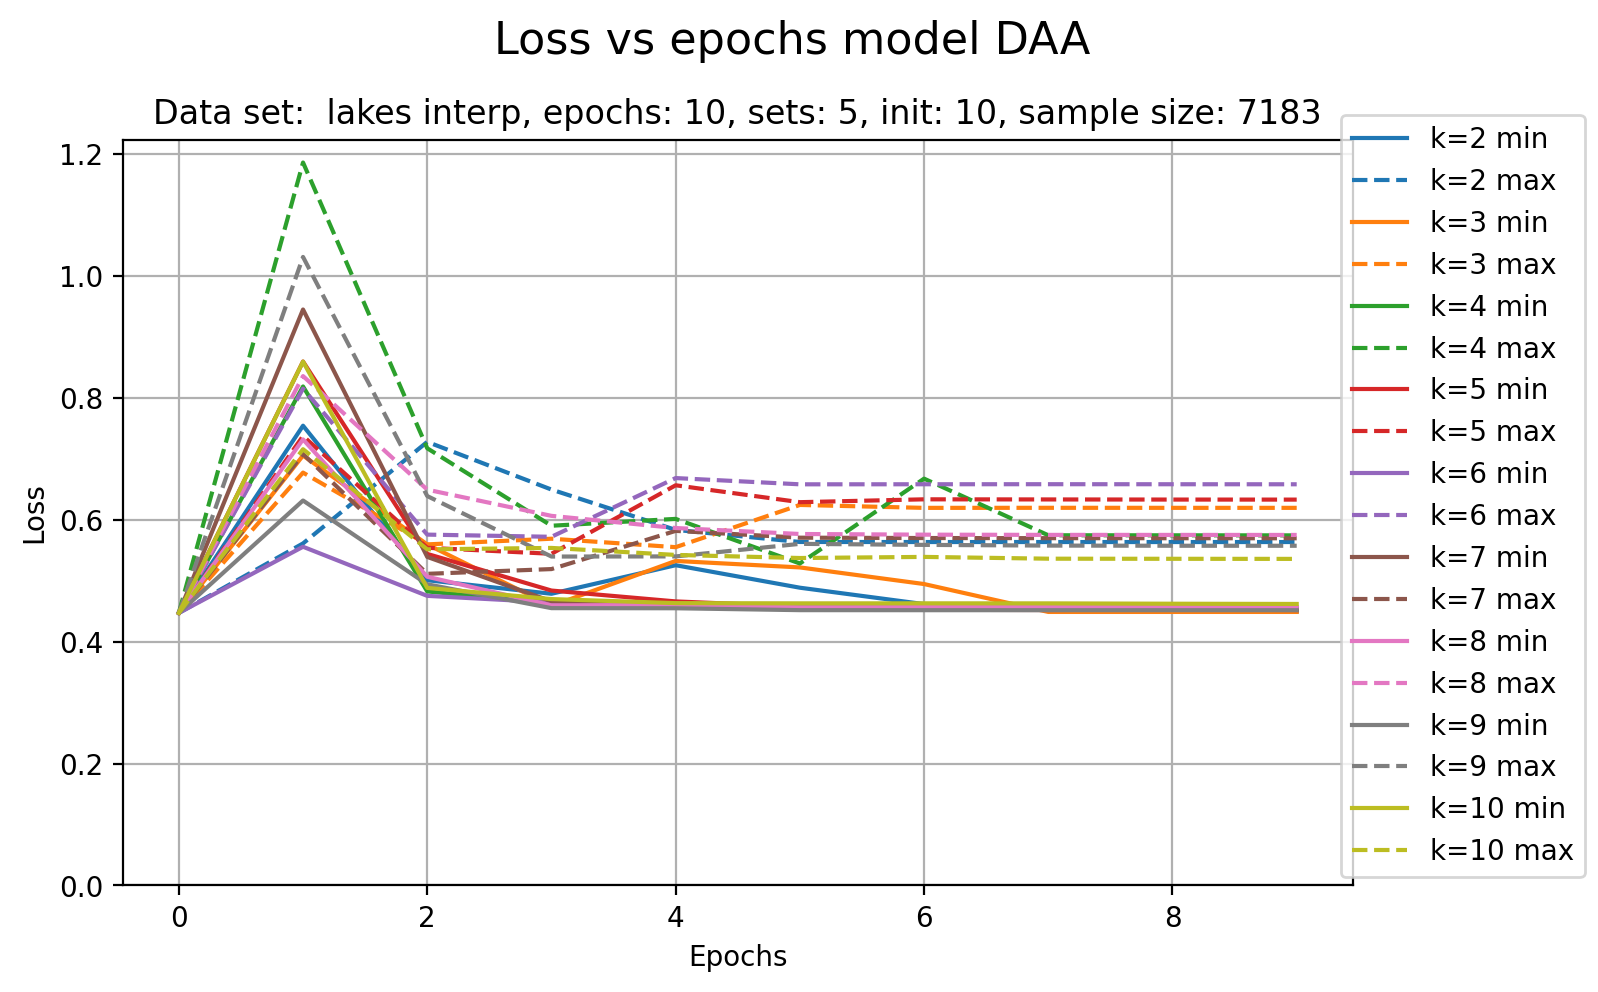 Loss vs epochs model DAA
Data set:  lakes interp, epochs: 10, sets: 5, init: 10, sample size: 7183
1.2
1.0
0.8
0.6
0.4
0.2
0.0
Loss
0
2
4
6
8
Epochs
k=2 min
k=2 max
k=3 min
k=3 max
k=4 min
k=4 max
k=5 min
k=5 max
k=6 min
k=6 max
k=7 min
k=7 max
k=8 min
k=8 max
k=9 min
k=9 max
k=10 min
k=10 max